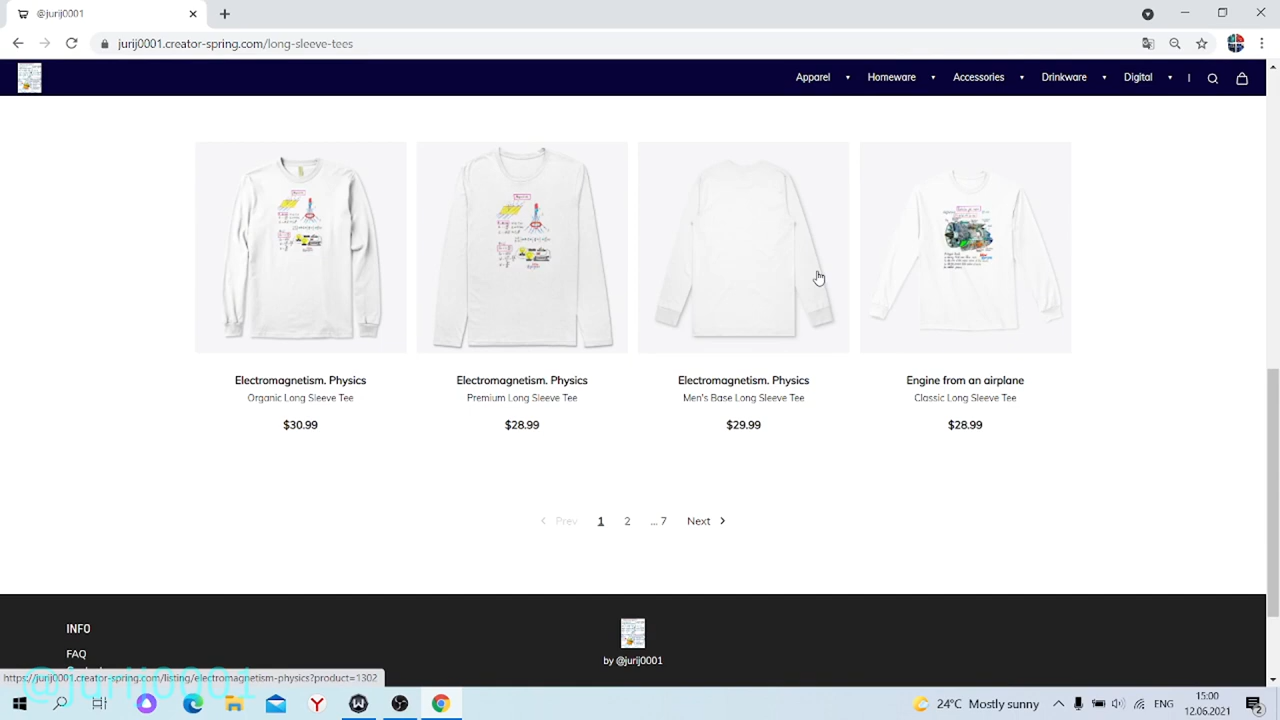 @jurij0001
jurij0001.creator-spring.com/long-sleeve-tees
Apparel
Homeware
Accessories
Drinkware
Digital
Electromagnetism. Physics
Organic Long Sleeve Tee
$30.99
Electromagnetism. Physics
Premium Long Sleeve Tee
$28.99
Electromagnetism. Physics
Men's Base Long Sleeve Tee
$29.99
Engine from an airplane
Classic Long Sleeve Tee
$28.99
Prev 1 2 ... 7 Next
INFO
FAQ
by @jurij0001
https://jurij0001.creator-spring.com/listing/electromagnetism-physics?product=1302
@jurij0001
24°C Mostly sunny
ENG
15:00
12.06.2021
2